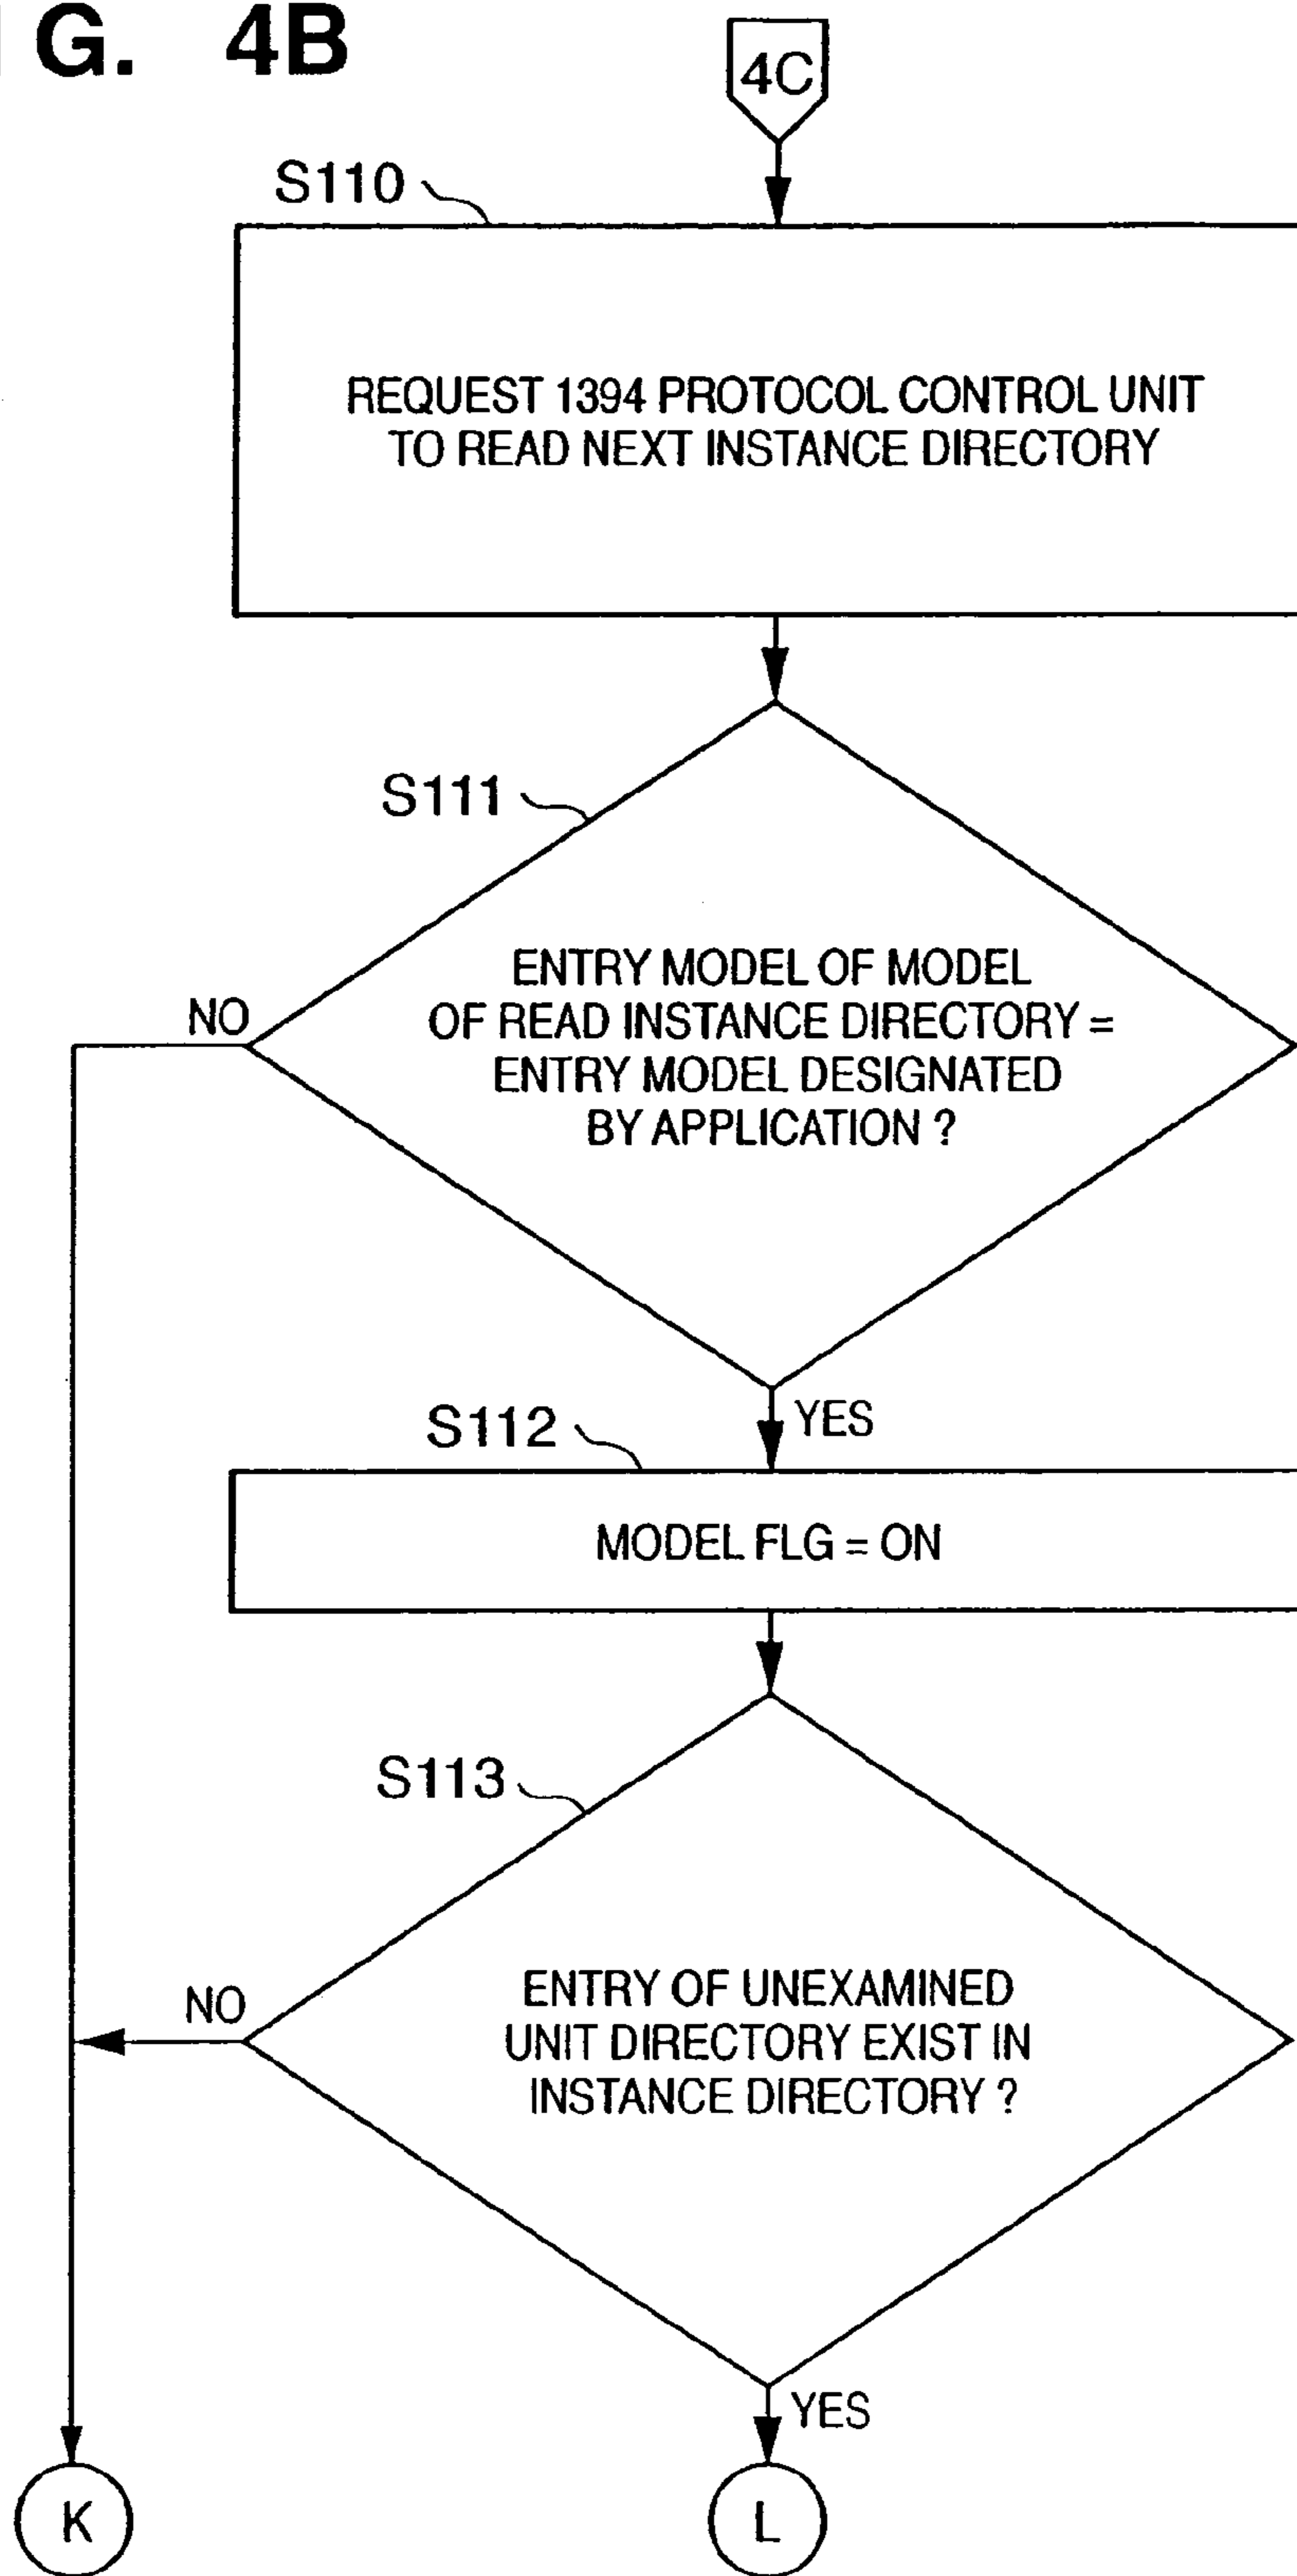 G. 4B
4C
S110
REQUEST 1394 PROTOCOL CONTROL UNIT
TO READ NEXT INSTANCE DIRECTORY
S111
ENTRY MODEL OF MODEL
OF READ INSTANCE DIRECTORY =
ENTRY MODEL DESIGNATED
BY APPLICATION ?
NO
YES
S112
MODEL FLG = ON
S113
ENTRY OF UNEXAMINED
UNIT DIRECTORY EXIST IN
INSTANCE DIRECTORY ?
NO
YES
K
L